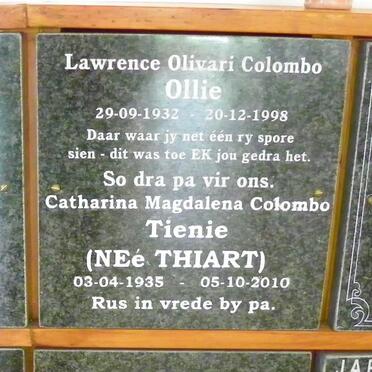 Lawrence Olivari Colombo
Ollie
29-09-1932 - 20-12-1998
Daar waar jy net één ry spore
sien - dit was toe EK jou gedra het.
So dra pa vir ons.
Catharina Magdalena Colombo
Tienie
(NEé THIART)
03-04-1935 - 05-10-2010
Rus in vrede by pa.